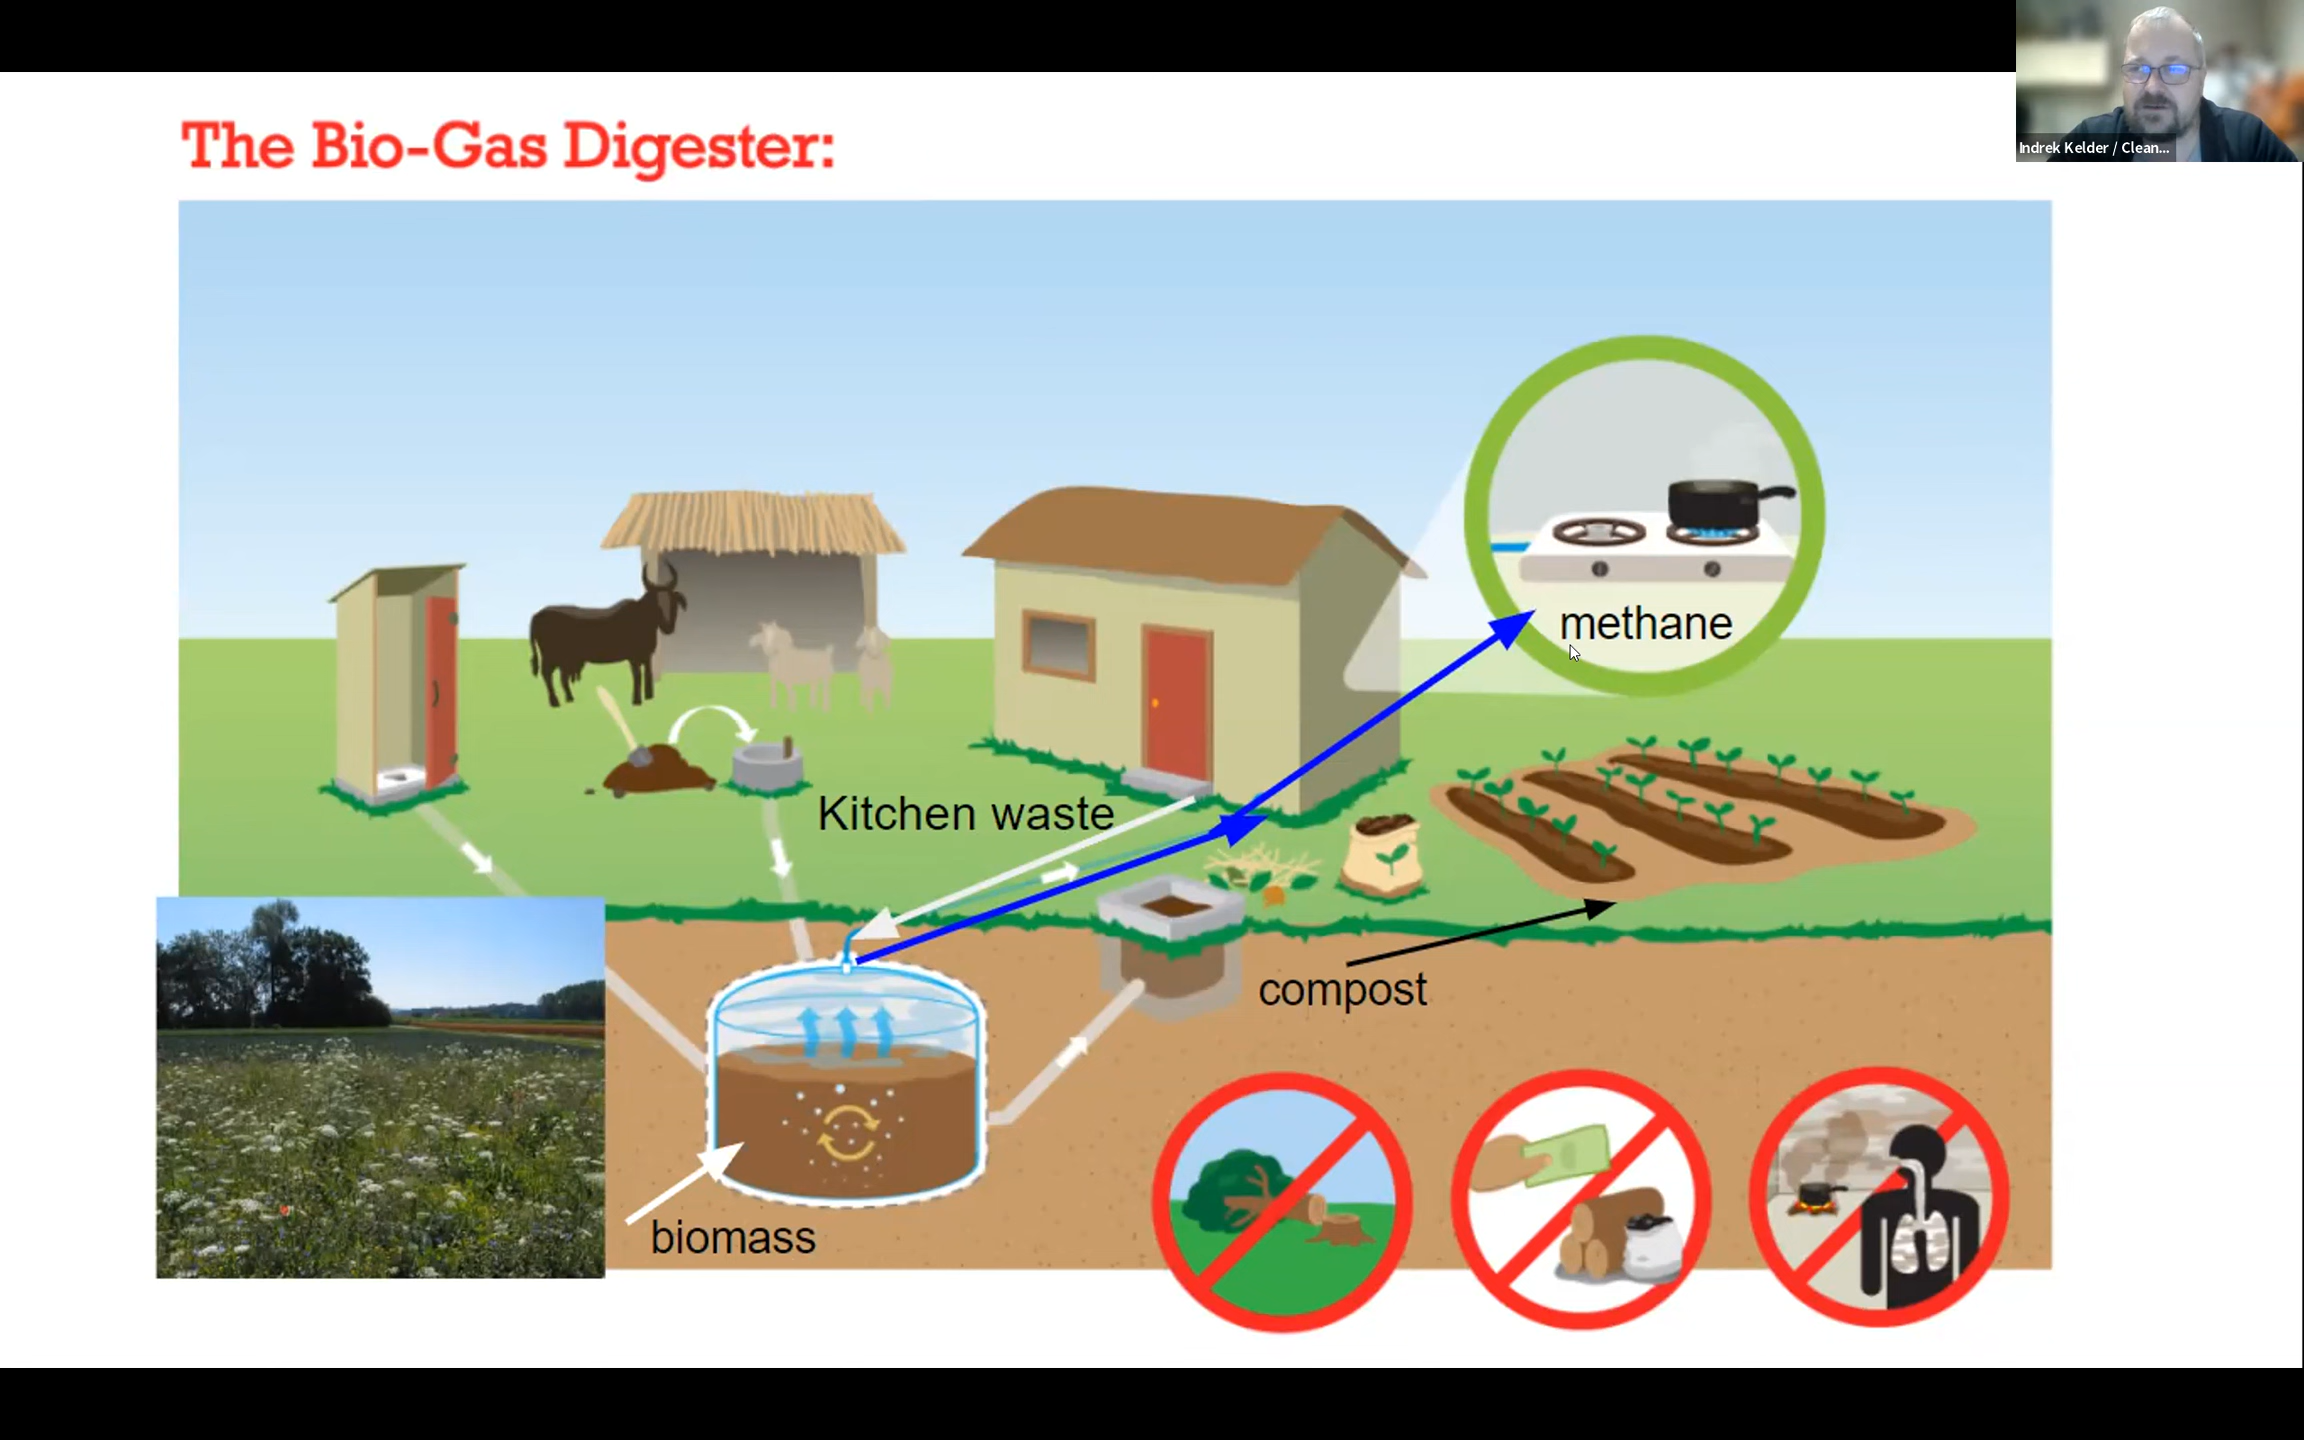 Indrek Kelder / Clean...
The Bio-Gas Digester:
methane
Kitchen waste
compost
biomass